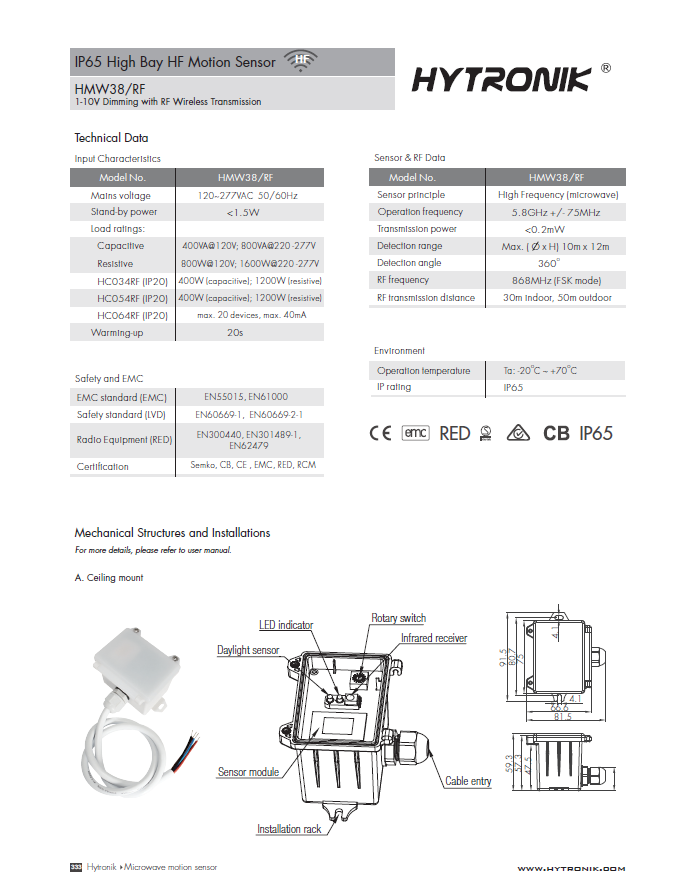 IP65 High Bay HF Motion Sensor HF
HMW38/RF
1-10V Dimming with RF Wireless Transmission
HYTRONIK ®
Technical Data
Input Characteristics
Model No. HMW38/RF
Mains voltage 120~277VAC 50/60Hz
Stand-by power <1.5W
Load ratings:
Capacitive 400VA@120V; 800VA@220-277V
Resistive 800W@120V; 1600W@220-277V
HC034RF (IP20) 400W (capacitive); 1200W (resistive)
HC054RF (IP20) 400W (capacitive); 1200W (resistive)
HC064RF (IP20) max. 20 devices, max. 40mA
Warming-up 20s
Sensor & RF Data
Model No. HMW38/RF
Sensor principle High Frequency (microwave)
Operation frequency 5.8GHz +/- 75MHz
Transmission power <0.2mW
Detection range Max. ( Ø x H) 10m x 12m
Detection angle 360°
RF frequency 868MHz (FSK mode)
RF transmission distance 30m indoor, 50m outdoor
Safety and EMC
EMC standard (EMC) EN55015, EN61000
Safety standard (LVD) EN60669-1, EN60669-2-1
Radio Equipment (RED) EN300440, EN301489-1,
EN62479
Certification Semko, CB, CE , EMC, RED, RCM
Environment
Operation temperature Ta: -20°C ~ +70°C
IP rating IP65
CE emc RED S CB IP65
Mechanical Structures and Installations
For more details, please refer to user manual.
A. Ceiling mount
LED indicator
Rotary switch
Daylight sensor
Infrared receiver
Sensor module
Cable entry
Installation rack
4.1
91.5
80.7
75
4.1
66.6
81.5
59.3
57.3
47.5
333 Hytronik Microwave motion sensor
WWW.HYTRONIK.COM